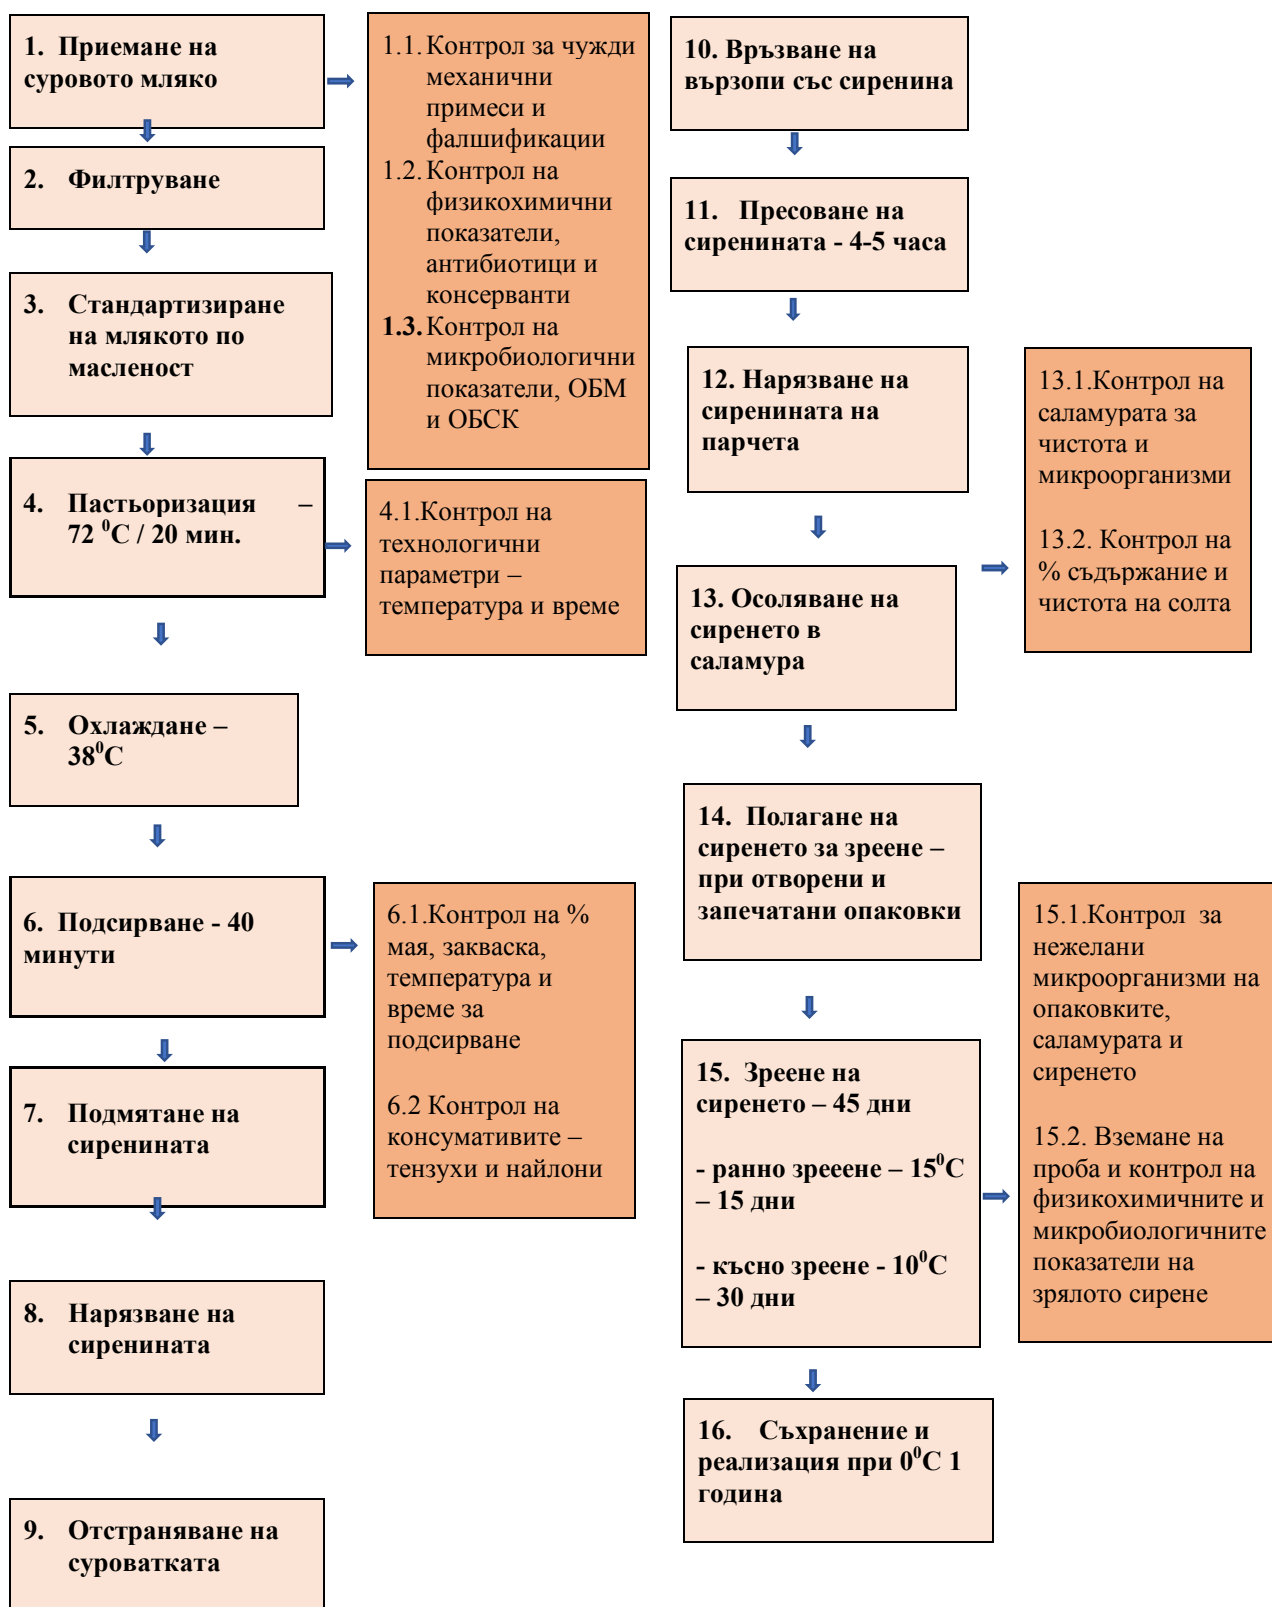 1. Приемане на
суровото мляко
1.1. Контрол за чужди
механични
примеси и
фалшификации
1.2. Контрол на
физикохимични
показатели,
антибиотици и
консерванти
1.3. Контрол на
микробиологични
показатели, ОБМ
и ОБСК
2. Филтруване
3. Стандартизиране
на млякото по
масленост
4. Пастьоризация –
72 ⁰С / 20 мин.
4.1.Контрол на
технологични
параметри –
температура и време
5. Охлаждане –
38⁰С
6. Подсирване - 40
минути
6.1.Контрол на %
мая, закваска,
температура и
време за
подсирване
6.2 Контрол на
консумативите –
тензухи и найлони
7. Подмятане на
сиренината
8. Нарязване на
сиренината
9. Отстраняване на
суроватката
10. Връзване на
вързопи със сиренина
11. Пресоване на
сиренината - 4-5 часа
12. Нарязване на
сиренината на
парчета
13. Осоляване на
сиренето в
саламура
13.1.Контрол на
саламурата за
чистота и
микроорганизми
13.2. Контрол на
% съдържание и
чистота на солта
14. Полагане на
сиренето за зреене –
при отворени и
запечатани опаковки
15. Зреене на
сиренето – 45 дни
- ранно зрееене – 15⁰С
– 15 дни
- късно зреене - 10⁰С
– 30 дни
15.1.Контрол за
нежелани
микроорганизми на
опаковките,
саламурата и
сиренето
15.2. Вземане на
проба и контрол на
физикохимичните и
микробиологичните
показатели на
зрялото сирене
16. Съхранение и
реализация при 0⁰С 1
година